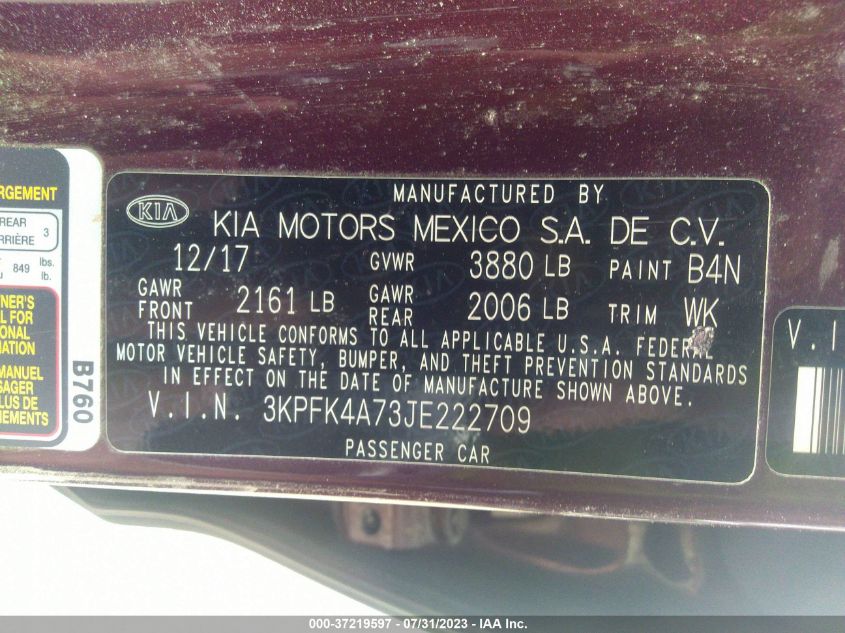 RGEMENT
REAR 3
849 lbs.
lb.
B760
MANUFACTURED BY
KIA
KIA MOTORS MEXICO S.A. DE C.V.
12/17 GVWR 3880 LB PAINT B4N
GAWR FRONT 2161 LB GAWR REAR 2006 LB TRIM WK
THIS VEHICLE CONFORMS TO ALL APPLICABLE U.S.A. FEDERAL
MOTOR VEHICLE SAFETY, BUMPER, AND THEFT PREVENTION STANDARDS
IN EFFECT ON THE DATE OF MANUFACTURE SHOWN ABOVE.
V.I.N. 3KPFK4A73JE222709
PASSENGER CAR
V.I
000-37219597 - 07/31/2023 - IAA Inc.